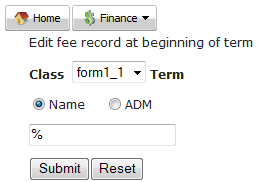 Home Finance
Edit fee record at beginning of term
Class form1_1 Term
Name ADM
%
Submit Reset